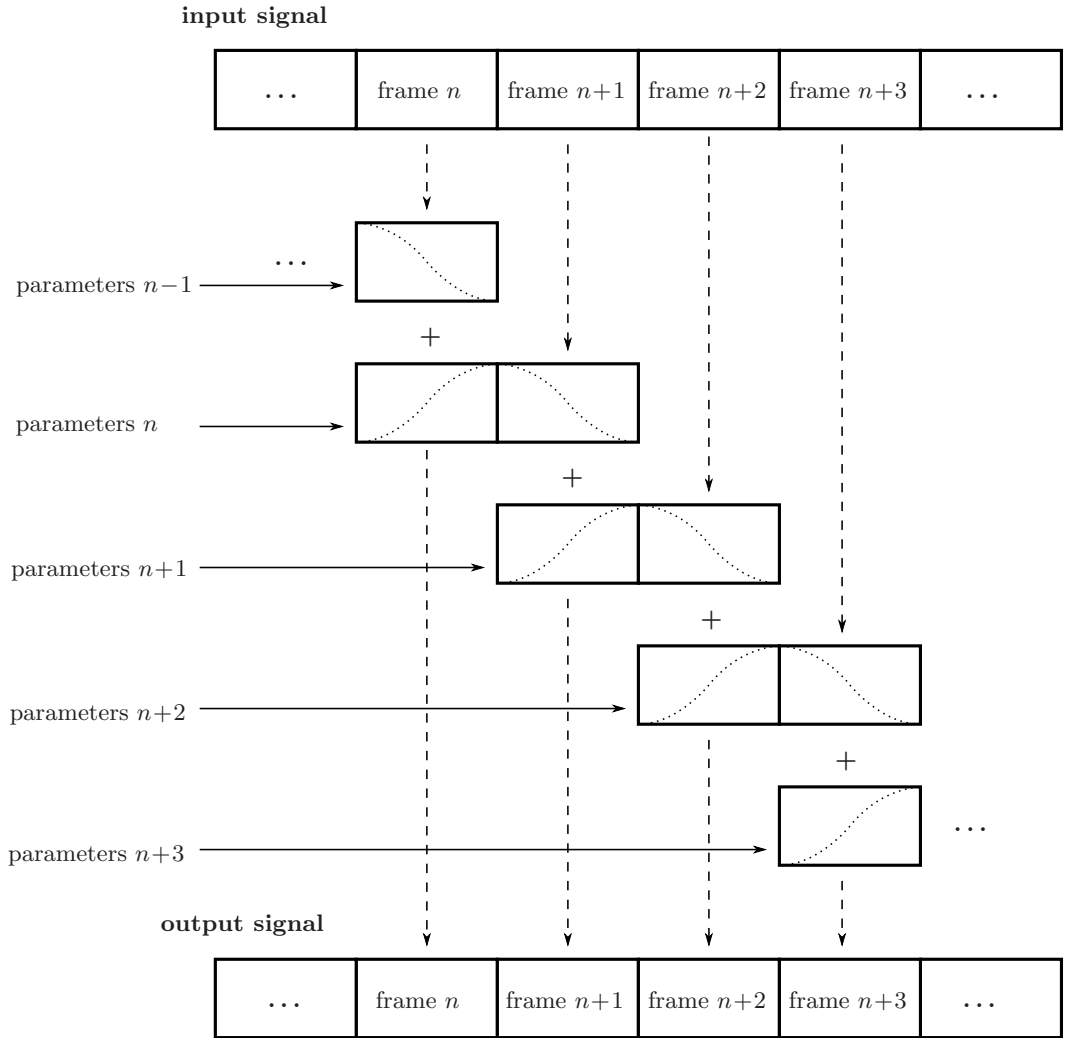 input signal
... frame n frame n+1 frame n+2 frame n+3 ...
...
parameters n−1
+
parameters n
+
parameters n+1
+
parameters n+2
+
...
parameters n+3
output signal
... frame n frame n+1 frame n+2 frame n+3 ...